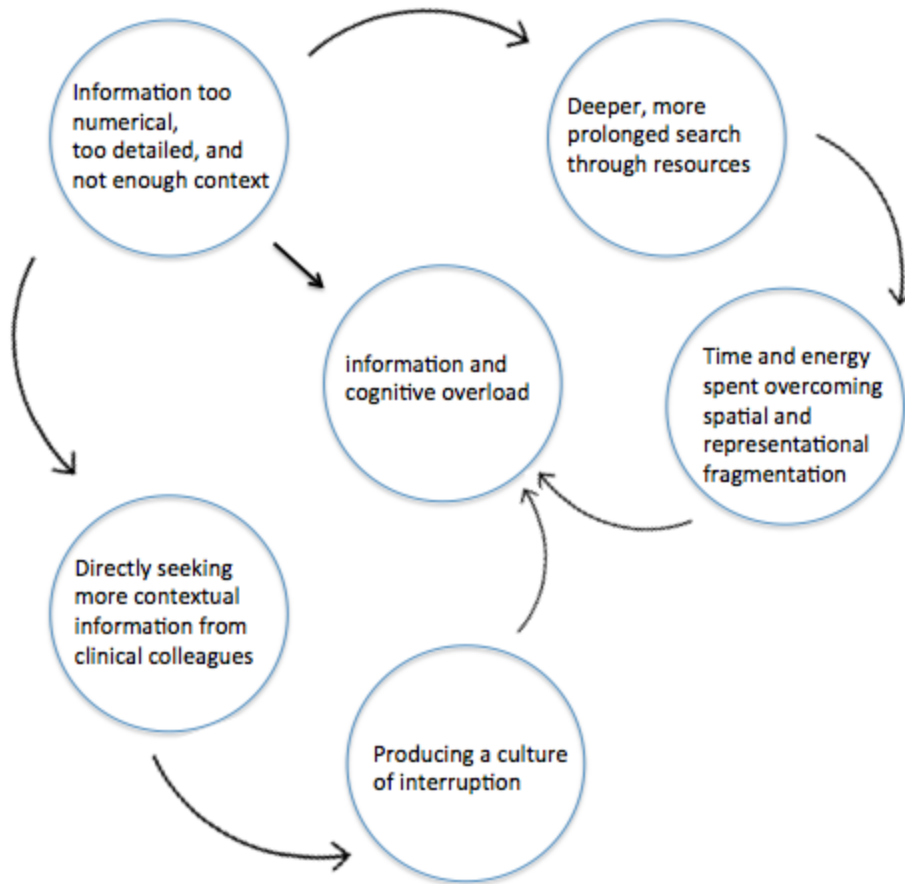 Information too
numerical,
too detailed, and
not enough context
Deeper, more
prolonged search
through resources
information and
cognitive overload
Time and energy
spent overcoming
spatial and
representational
fragmentation
Directly seeking
more contextual
information from
clinical colleagues
Producing a culture
of interruption